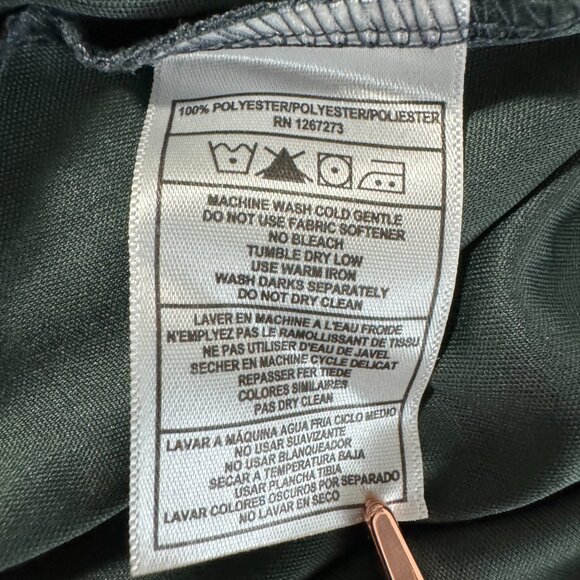 100% POLYESTER/POLYESTER/POLIESTER
RN 1267273
MACHINE WASH COLD GENTLE
DO NOT USE FABRIC SOFTENER
NO BLEACH
TUMBLE DRY LOW
USE WARM IRON
WASH DARKS SEPARATELY
DO NOT DRY CLEAN
LAVER EN MACHINE A L'EAU FROIDE
N'EMPLYEZ PAS LE RAMOLLISSANT DE TISSU
NE PAS UTILISER D'EAU DE JAVEL
SECHER EN MACHINE CYCLE DELICAT
REPASSER FER TIEDE
COLORES SIMILAIRES
PAS DRY CLEAN
LAVAR A MÁQUINA AGUA FRIA CICLO MEDIO
NO USAR SUAVIZANTE
NO USAR BLANQUEADOR
SECAR A TEMPERATURA BAJA
USAR PLANCHA TIBIA
LAVAR COLORES OSCUROS POR SEPARADO
NO LAVAR EN SECO